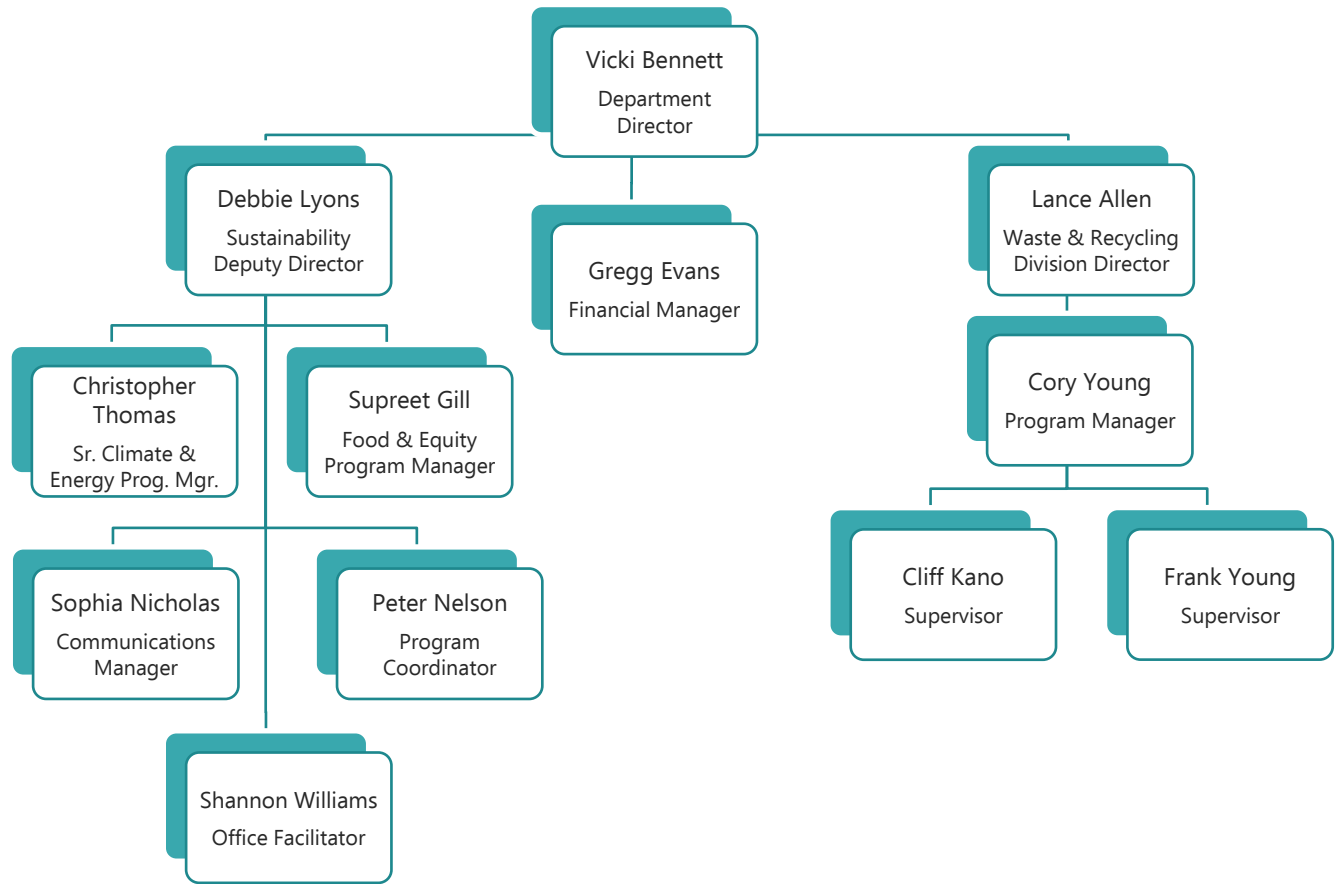 Vicki Bennett
Department
Director
Debbie Lyons
Sustainability
Deputy Director
Gregg Evans
Financial Manager
Lance Allen
Waste & Recycling
Division Director
Christopher
Thomas
Sr. Climate &
Energy Prog. Mgr.
Supreet Gill
Food & Equity
Program Manager
Cory Young
Program Manager
Sophia Nicholas
Communications
Manager
Peter Nelson
Program
Coordinator
Cliff Kano
Supervisor
Frank Young
Supervisor
Shannon Williams
Office Facilitator